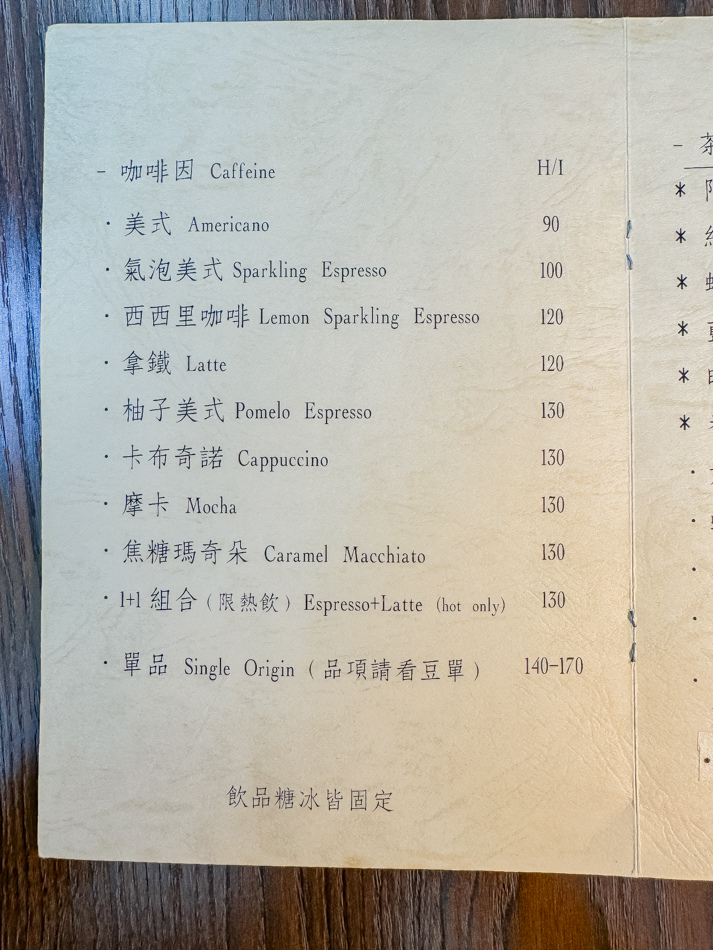 - 咖啡因 Caffeine H/I
· 美式 Americano 90
· 氣泡美式 Sparkling Espresso 100
· 西西里咖啡 Lemon Sparkling Espresso 120
· 拿鐵 Latte 120
· 柚子美式 Pomelo Espresso 130
· 卡布奇諾 Cappuccino 130
· 摩卡 Mocha 130
· 焦糖瑪奇朵 Caramel Macchiato 130
· 1+1 組合(限熱飲) Espresso+Latte (hot only) 130
· 單品 Single Origin (品項請看豆單) 140-170
飲品糖冰皆固定